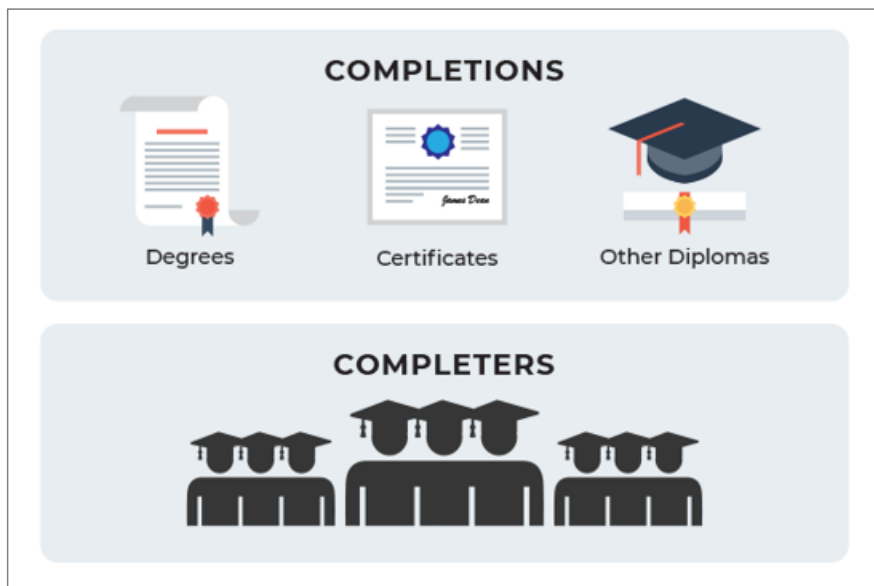 COMPLETIONS
James Dean
Degrees
Certificates
Other Diplomas
COMPLETERS